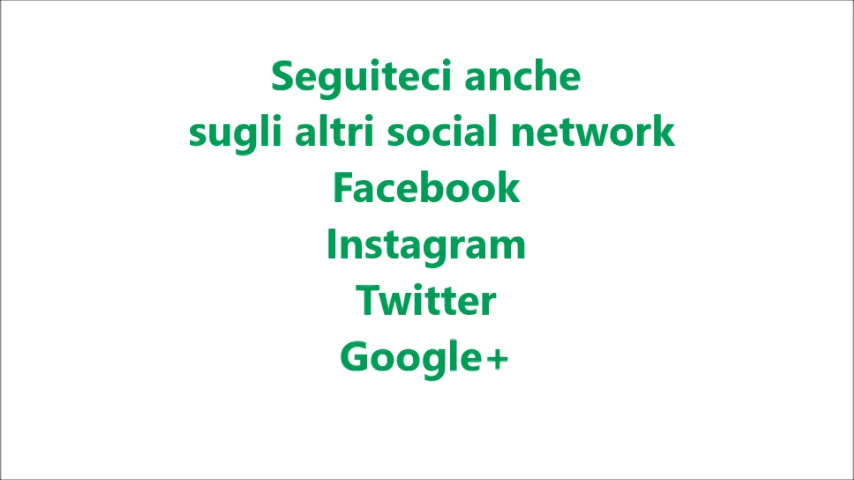 Seguiteci anche
sugli altri social network
Facebook
Instagram
Twitter
Google+